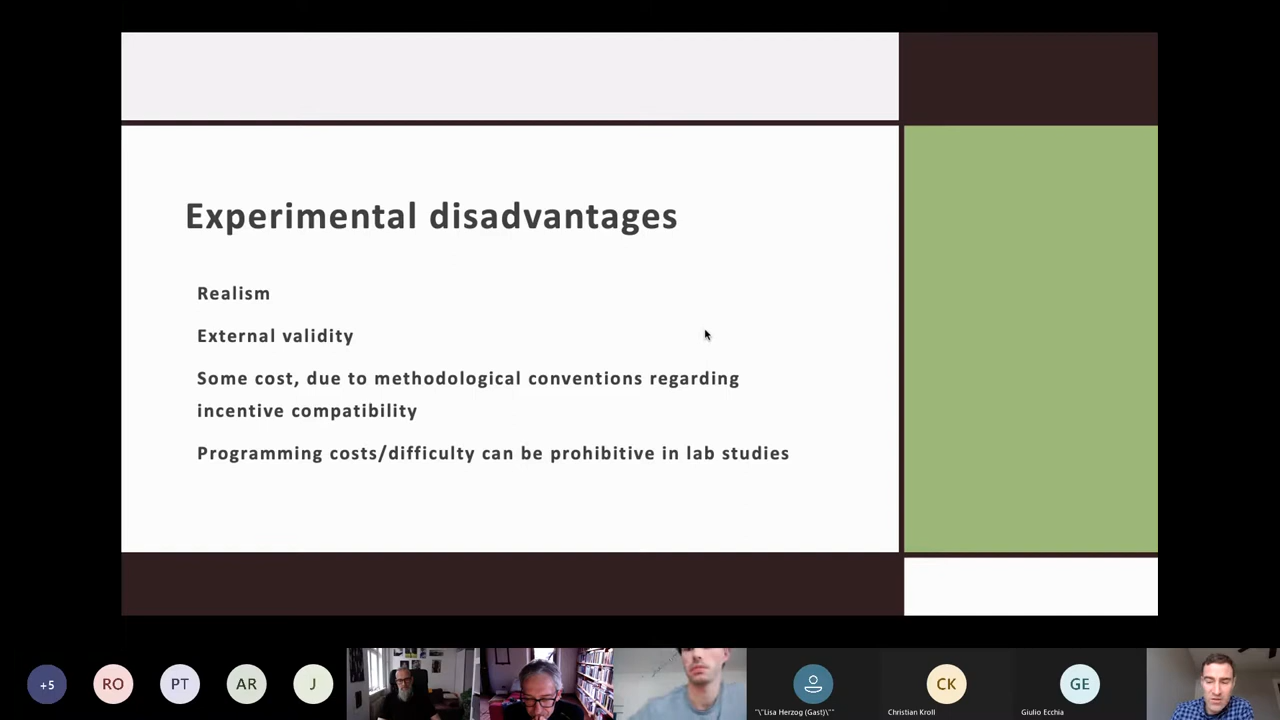 Experimental disadvantages
Realism
External validity
Some cost, due to methodological conventions regarding
incentive compatibility
Programming costs/difficulty can be prohibitive in lab studies
+5
RO
PT
AR
J
"\"Lisa Herzog (Gast)\""
CK
Christian Kroll
GE
Giulio Ecchia